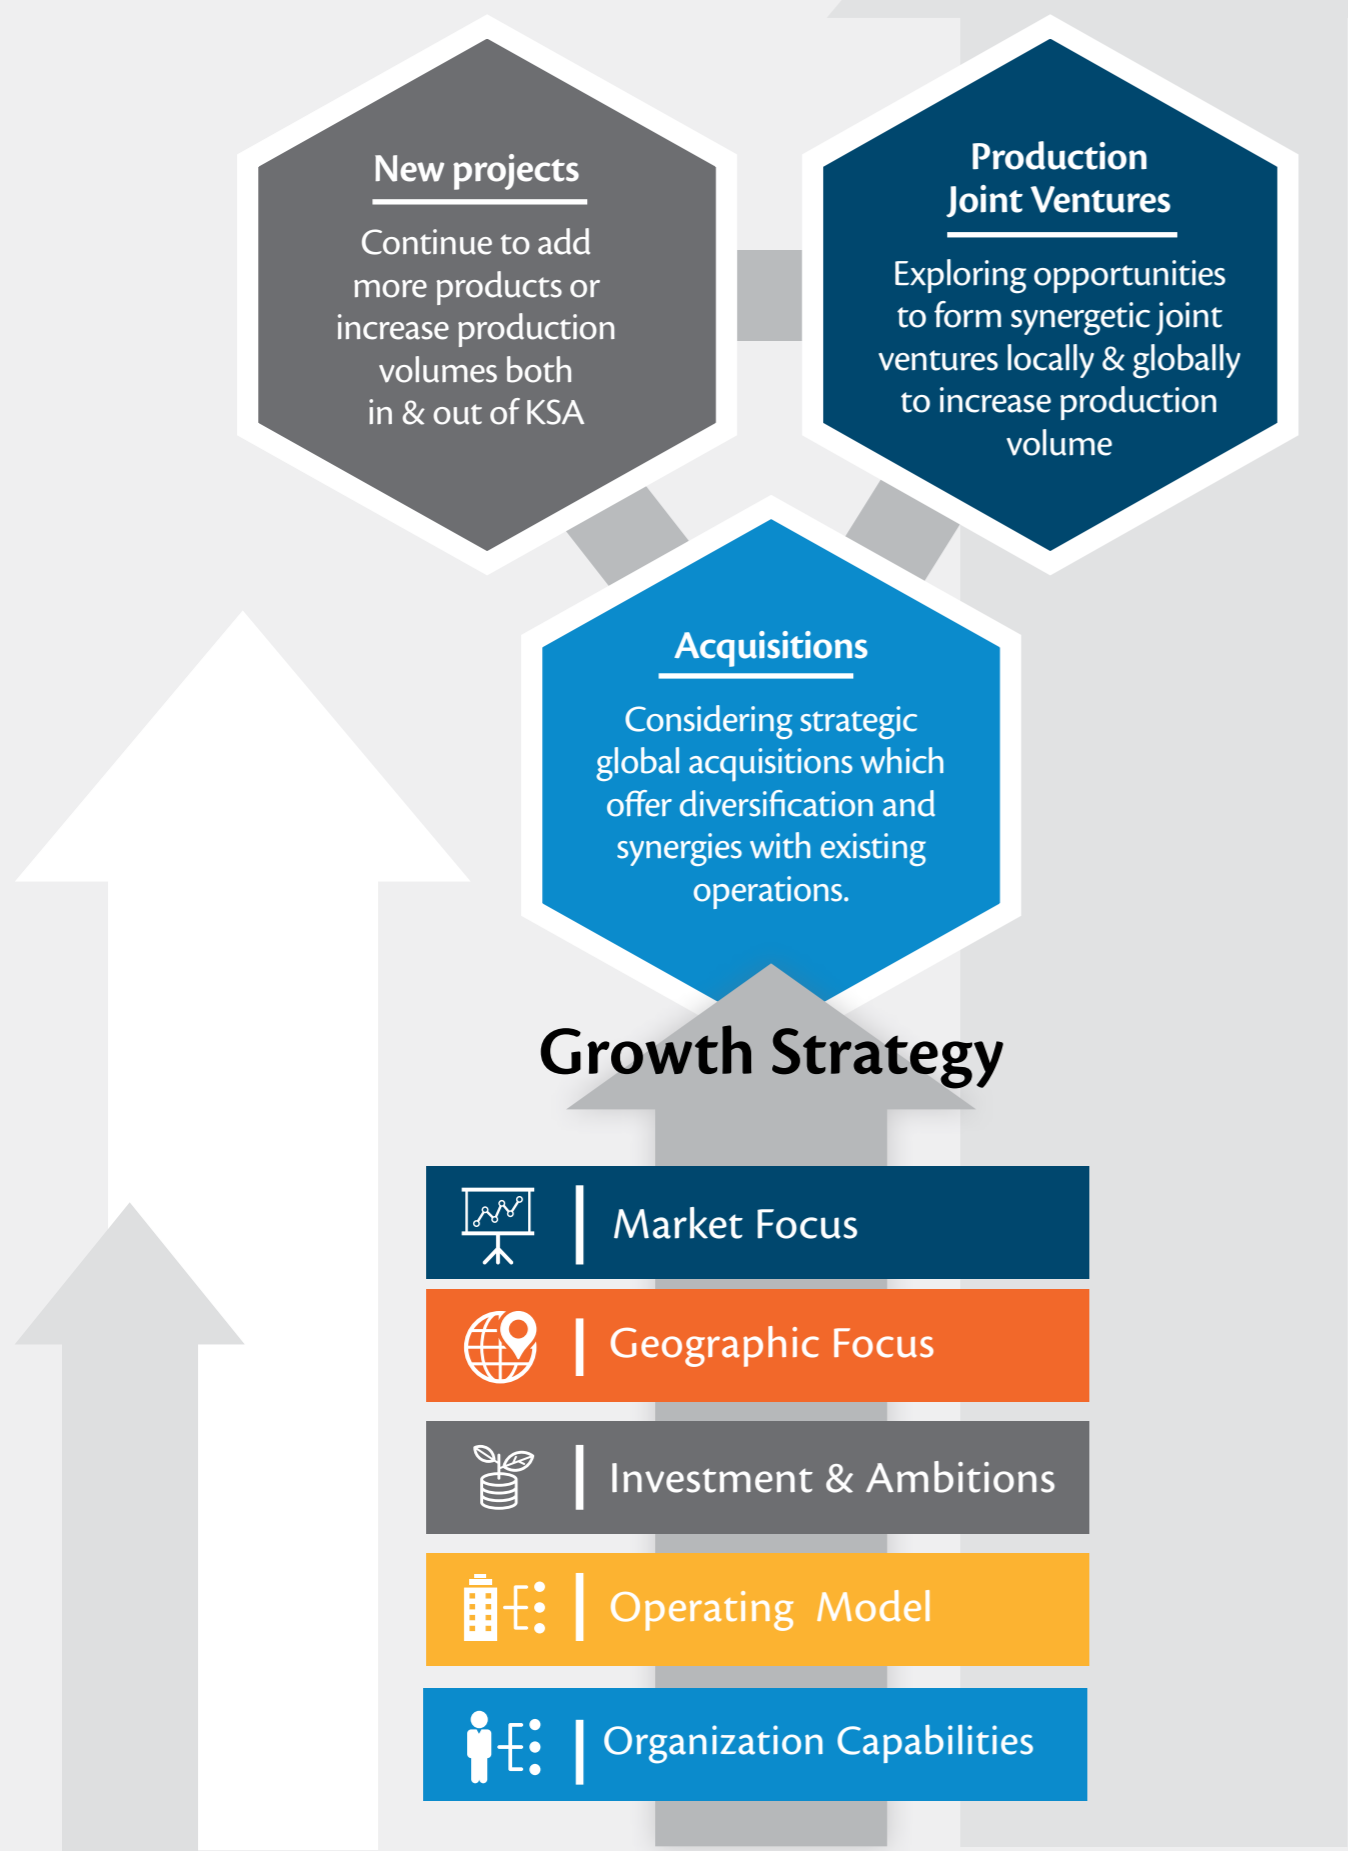 New projects
Continue to add
more products or
increase production
volumes both
in & out of KSA
Production
Joint Ventures
Exploring opportunities
to form synergetic joint
ventures locally & globally
to increase production
volume
Acquisitions
Considering strategic
global acquisitions which
offer diversification and
synergies with existing
operations.
Growth Strategy
Market Focus
Geographic Focus
Investment & Ambitions
Operating Model
Organization Capabilities